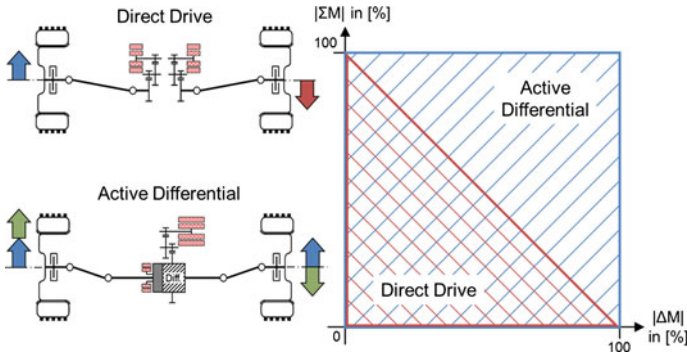 Direct Drive
Active Differential
Diff
|ΣM| in [%]
100
Active
Differential
Direct Drive
0
100
|ΔM|
in [%]